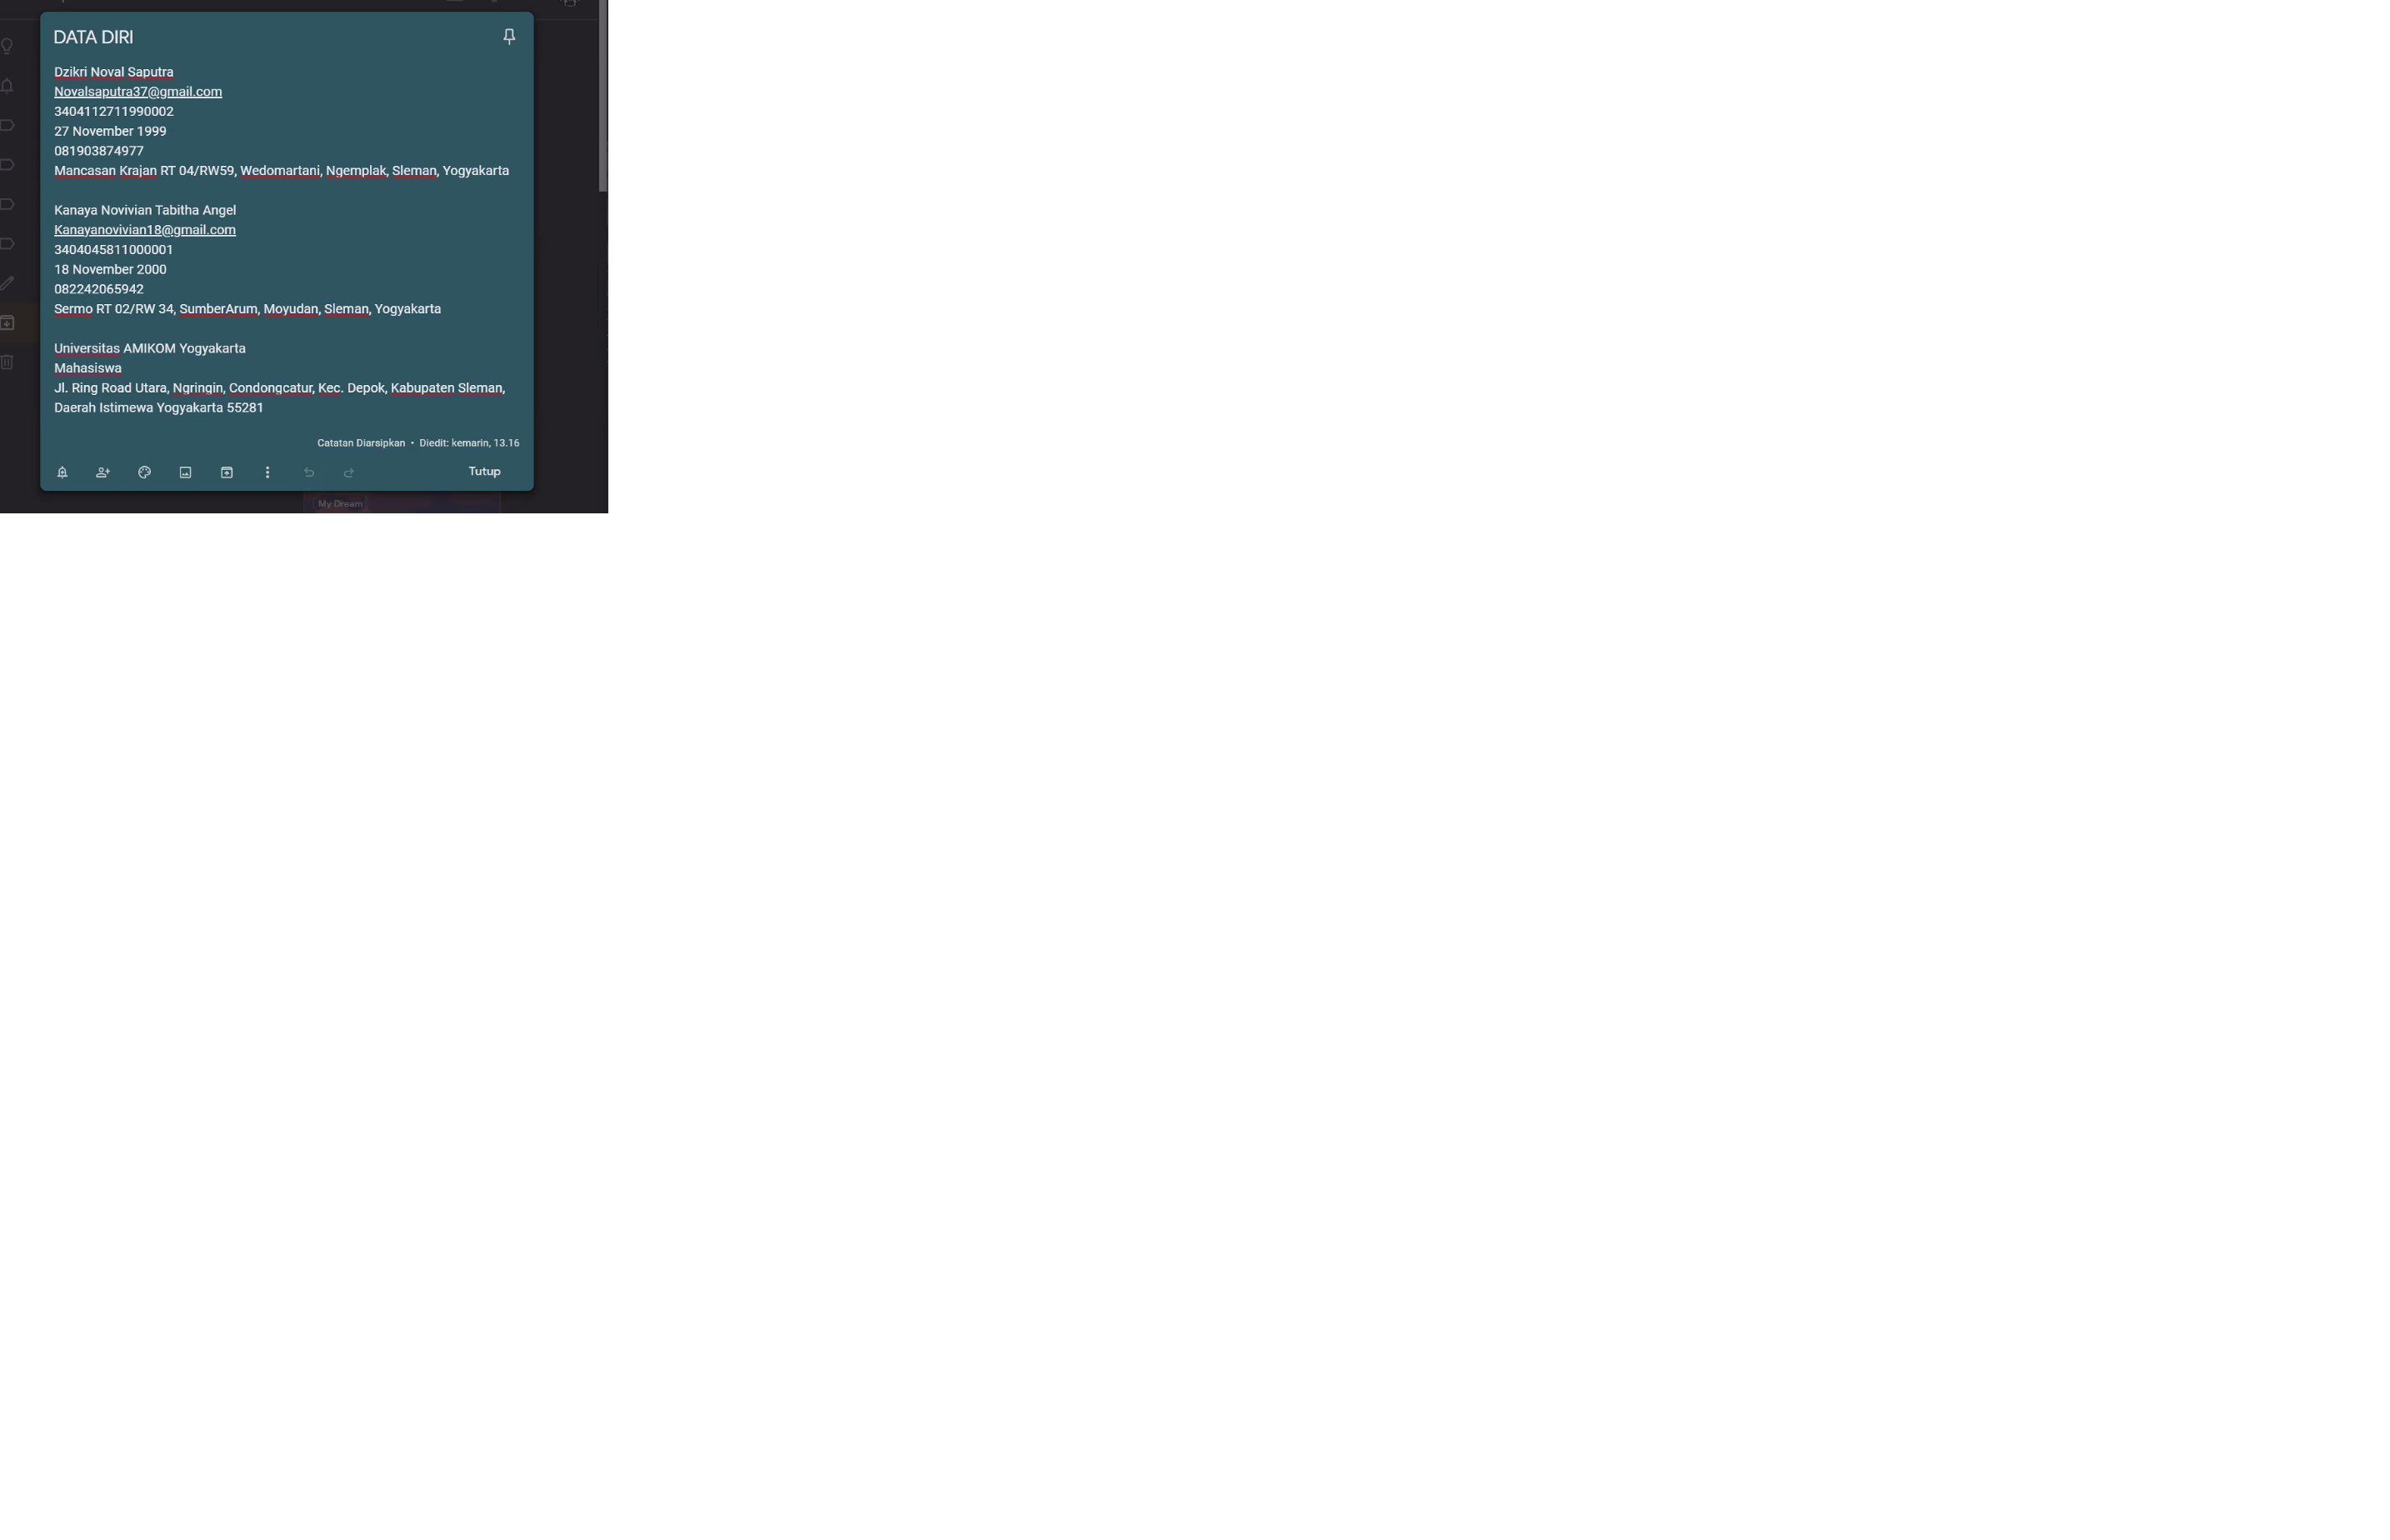 DATA DIRI
Dzikri Noval Saputra
Novalsaputra37@gmail.com
3404112711990002
27 November 1999
081903874977
Mancasan Krajan RT 04/RW59, Wedomartani, Ngemplak, Sleman, Yogyakarta
Kanaya Novivian Tabitha Angel
Kanayanovivian18@gmail.com
3404045811000001
18 November 2000
082242065942
Sermo RT 02/RW 34, SumberArum, Moyudan, Sleman, Yogyakarta
Universitas AMIKOM Yogyakarta
Mahasiswa
Jl. Ring Road Utara, Ngringin, Condongcatur, Kec. Depok, Kabupaten Sleman,
Daerah Istimewa Yogyakarta 55281
Catatan Diarsipkan • Diedit: kemarin, 13.16
Tutup
My Dream